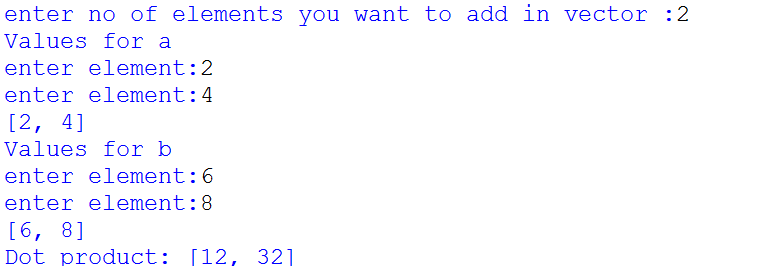 enter no of elements you want to add in vector :2
Values for a
enter element:2
enter element:4
[2, 4]
Values for b
enter element:6
enter element:8
[6, 8]
Dot product: [12, 32]